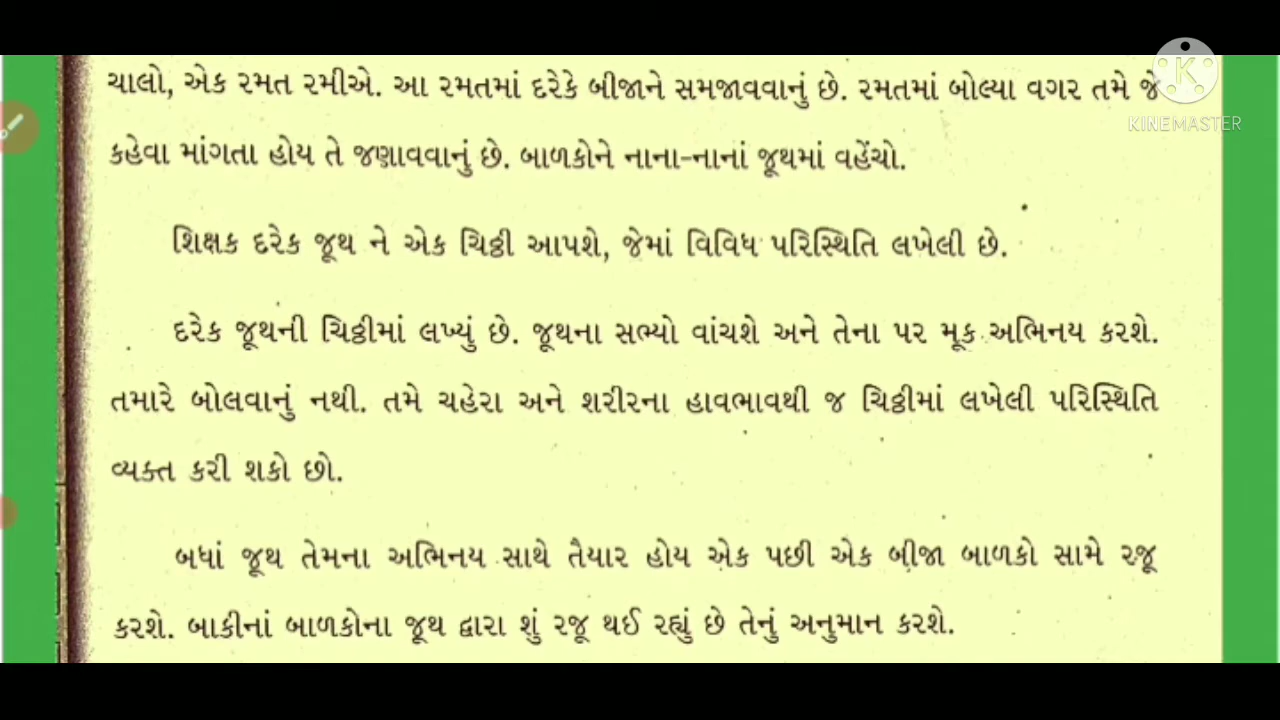 ચાલો, એક રમત રમીએ. આ રમતમાં દરેકે બીજાને સમજાવવાનું છે. રમતમાં બોલ્યા વગર તમે જે
કહેવા માંગતા હોય તે જણાવવાનું છે. બાળકોને નાના-નાનાં જૂથમાં વહેંચો.
શિક્ષક દરેક જૂથ ને એક ચિઠ્ઠી આપશે, જેમાં વિવિધ પરિસ્થિતિ લખેલી છે.
દરેક જૂથની ચિઠ્ઠીમાં લખ્યું છે. જૂથના સભ્યો વાંચશે અને તેના પર મૂક અભિનય કરશે.
તમારે બોલવાનું નથી. તમે ચહેરા અને શરીરના હાવભાવથી જ ચિઠ્ઠીમાં લખેલી પરિસ્થિતિ
વ્યક્ત કરી શકો છો.
બધાં જૂથ તેમના અભિનય સાથે તૈયાર હોય એક પછી એક બીજા બાળકો સામે રજૂ
કરશે. બાકીનાં બાળકોના જૂથ દ્વારા શું રજૂ થઈ રહ્યું છે તેનું અનુમાન કરશે.
K
KINEMASTER